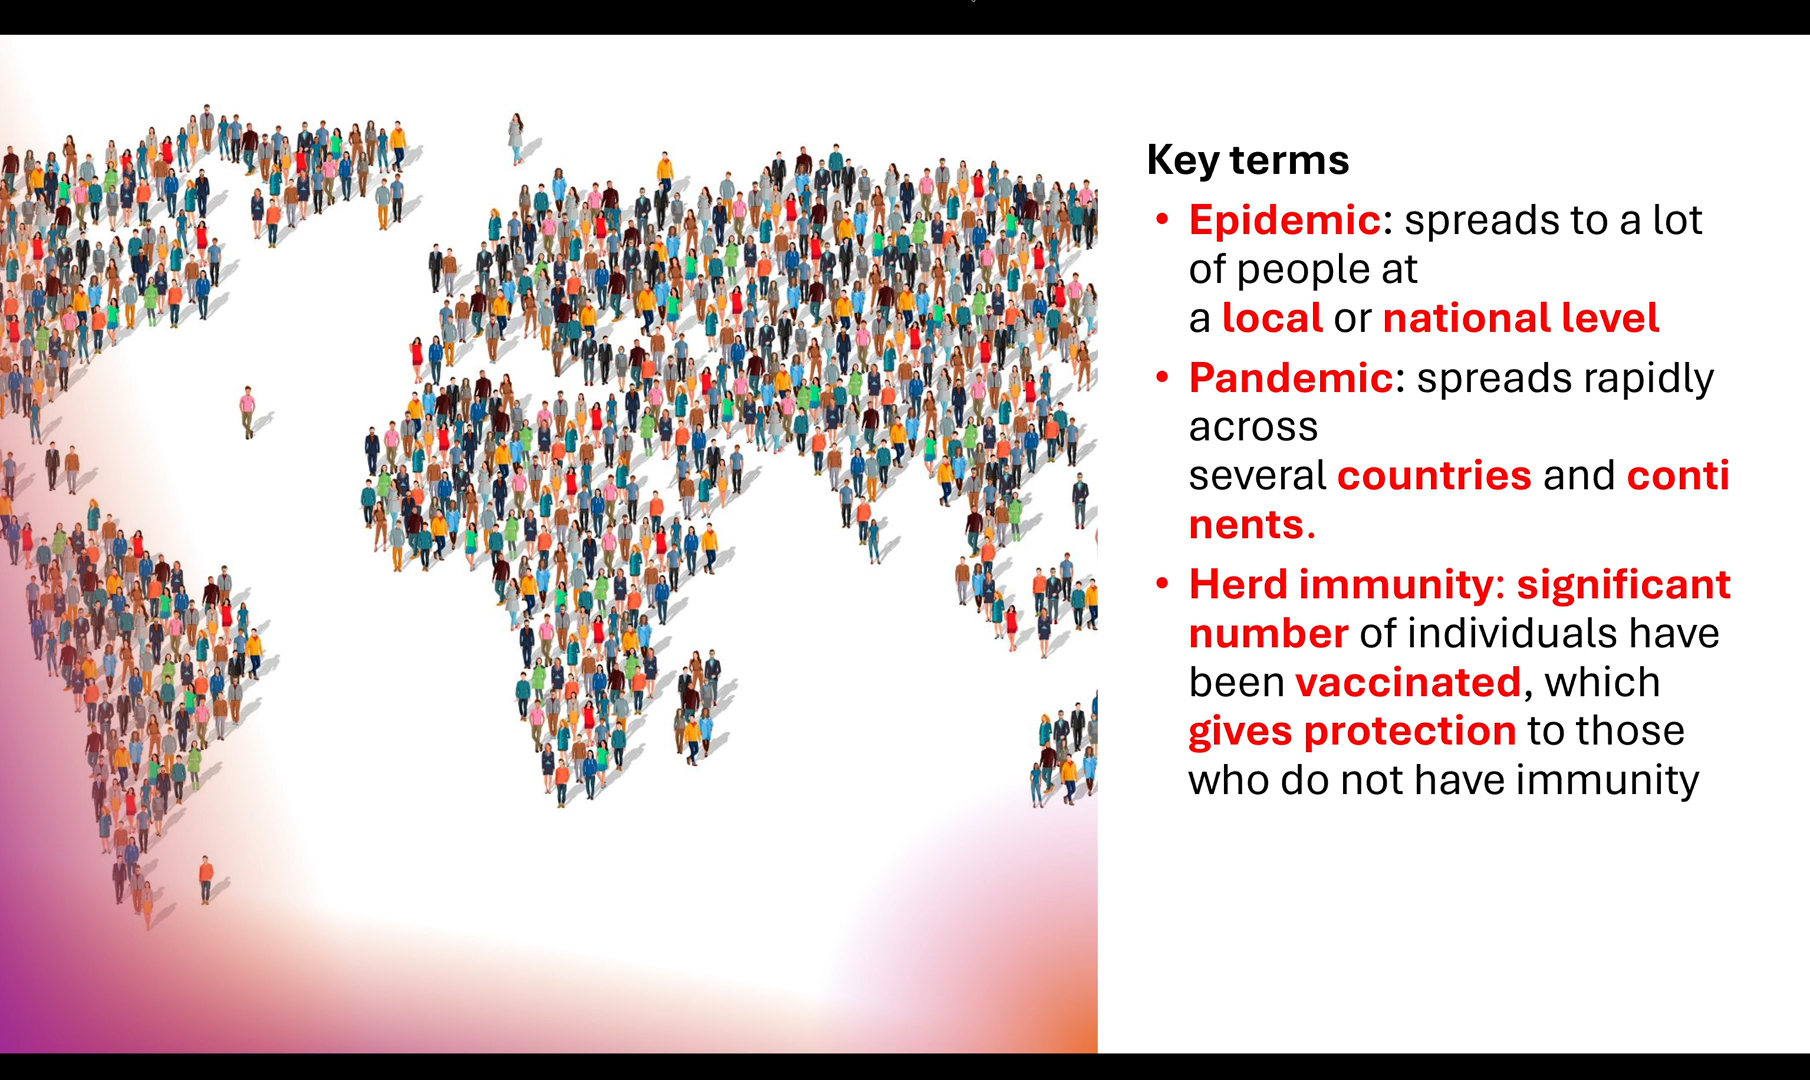 Key terms
• Epidemic: spreads to a lot
of people at
a local or national level
• Pandemic: spreads rapidly
across
several countries and conti
nents.
• Herd immunity: significant
number of individuals have
been vaccinated, which
gives protection to those
who do not have immunity